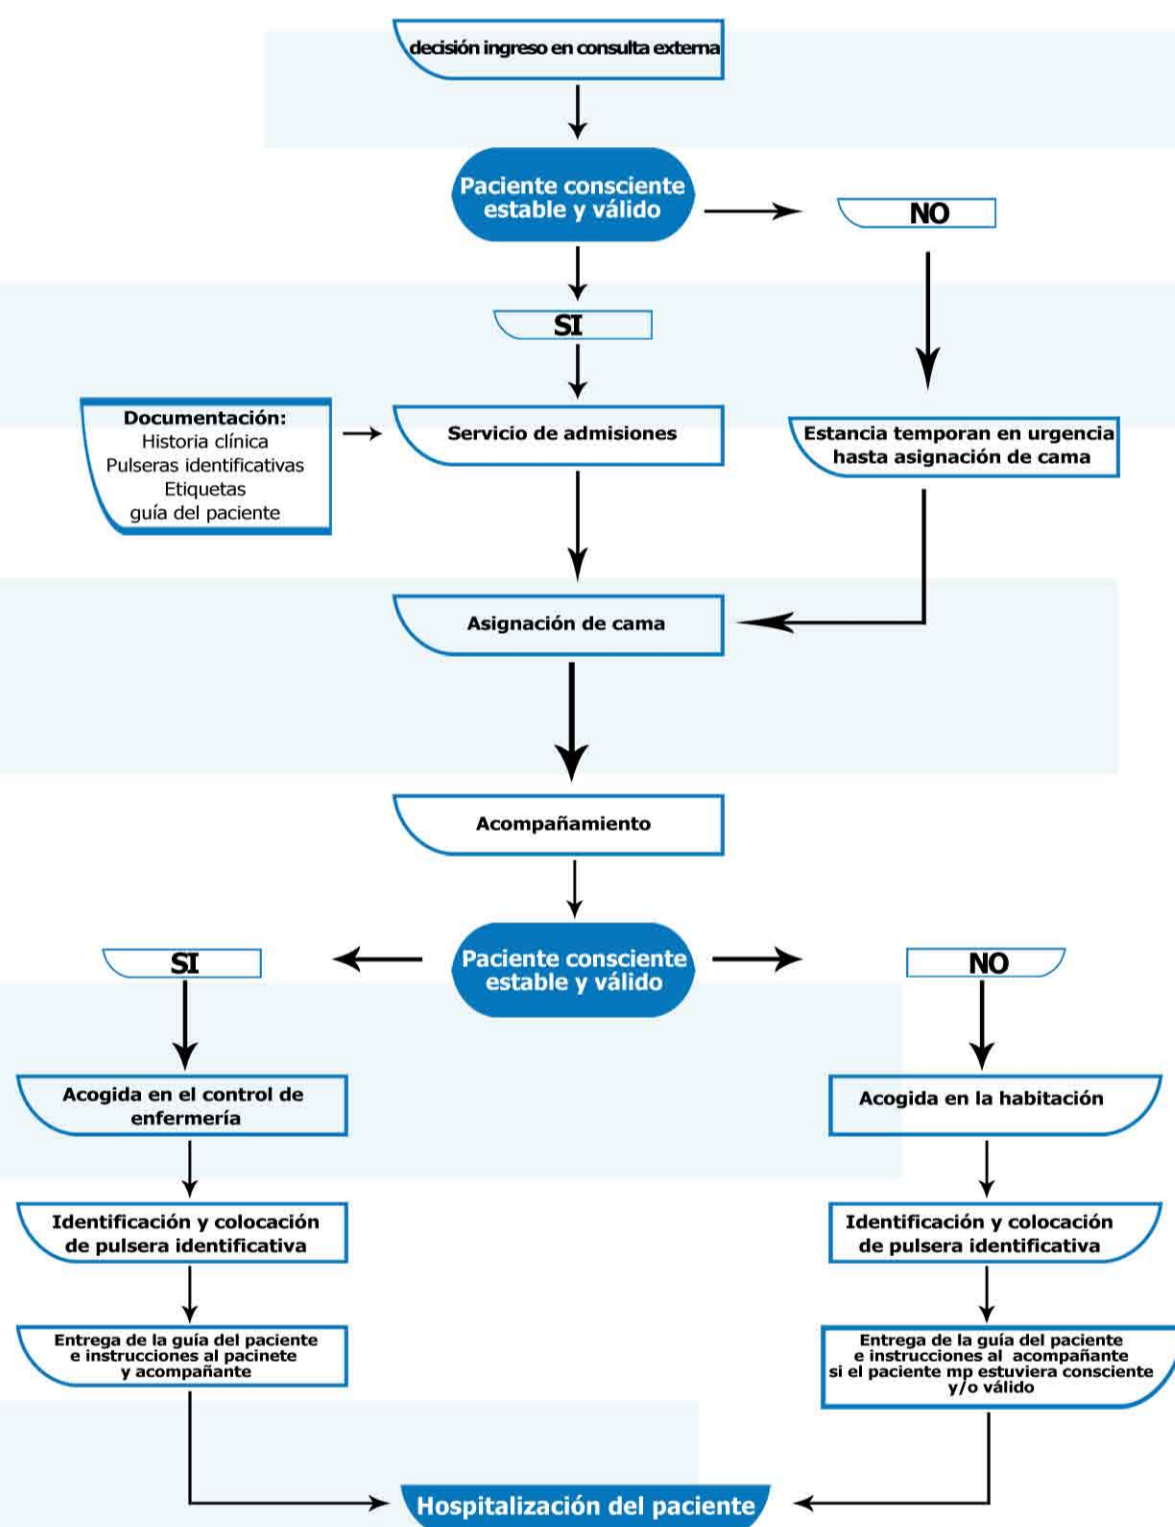 decisión ingreso en consulta externa
Paciente consciente
estable y válido
NO
SI
Documentación:
Historia clínica
Pulseras identificativas
Etiquetas
guía del paciente
Servicio de admisiones
Estancia temporan en urgencia
hasta asignación de cama
Asignación de cama
Acompañamiento
Paciente consciente
estable y válido
SI
NO
Acogida en el control de
enfermería
Acogida en la habitación
Identificación y colocación
de pulsera identificativa
Identificación y colocación
de pulsera identificativa
Entrega de la guía del paciente
e instrucciones al pacinete
y acompañante
Entrega de la guía del paciente
e instrucciones al acompañante
si el paciente mp estuviera consciente
y/o válido
Hospitalización del paciente